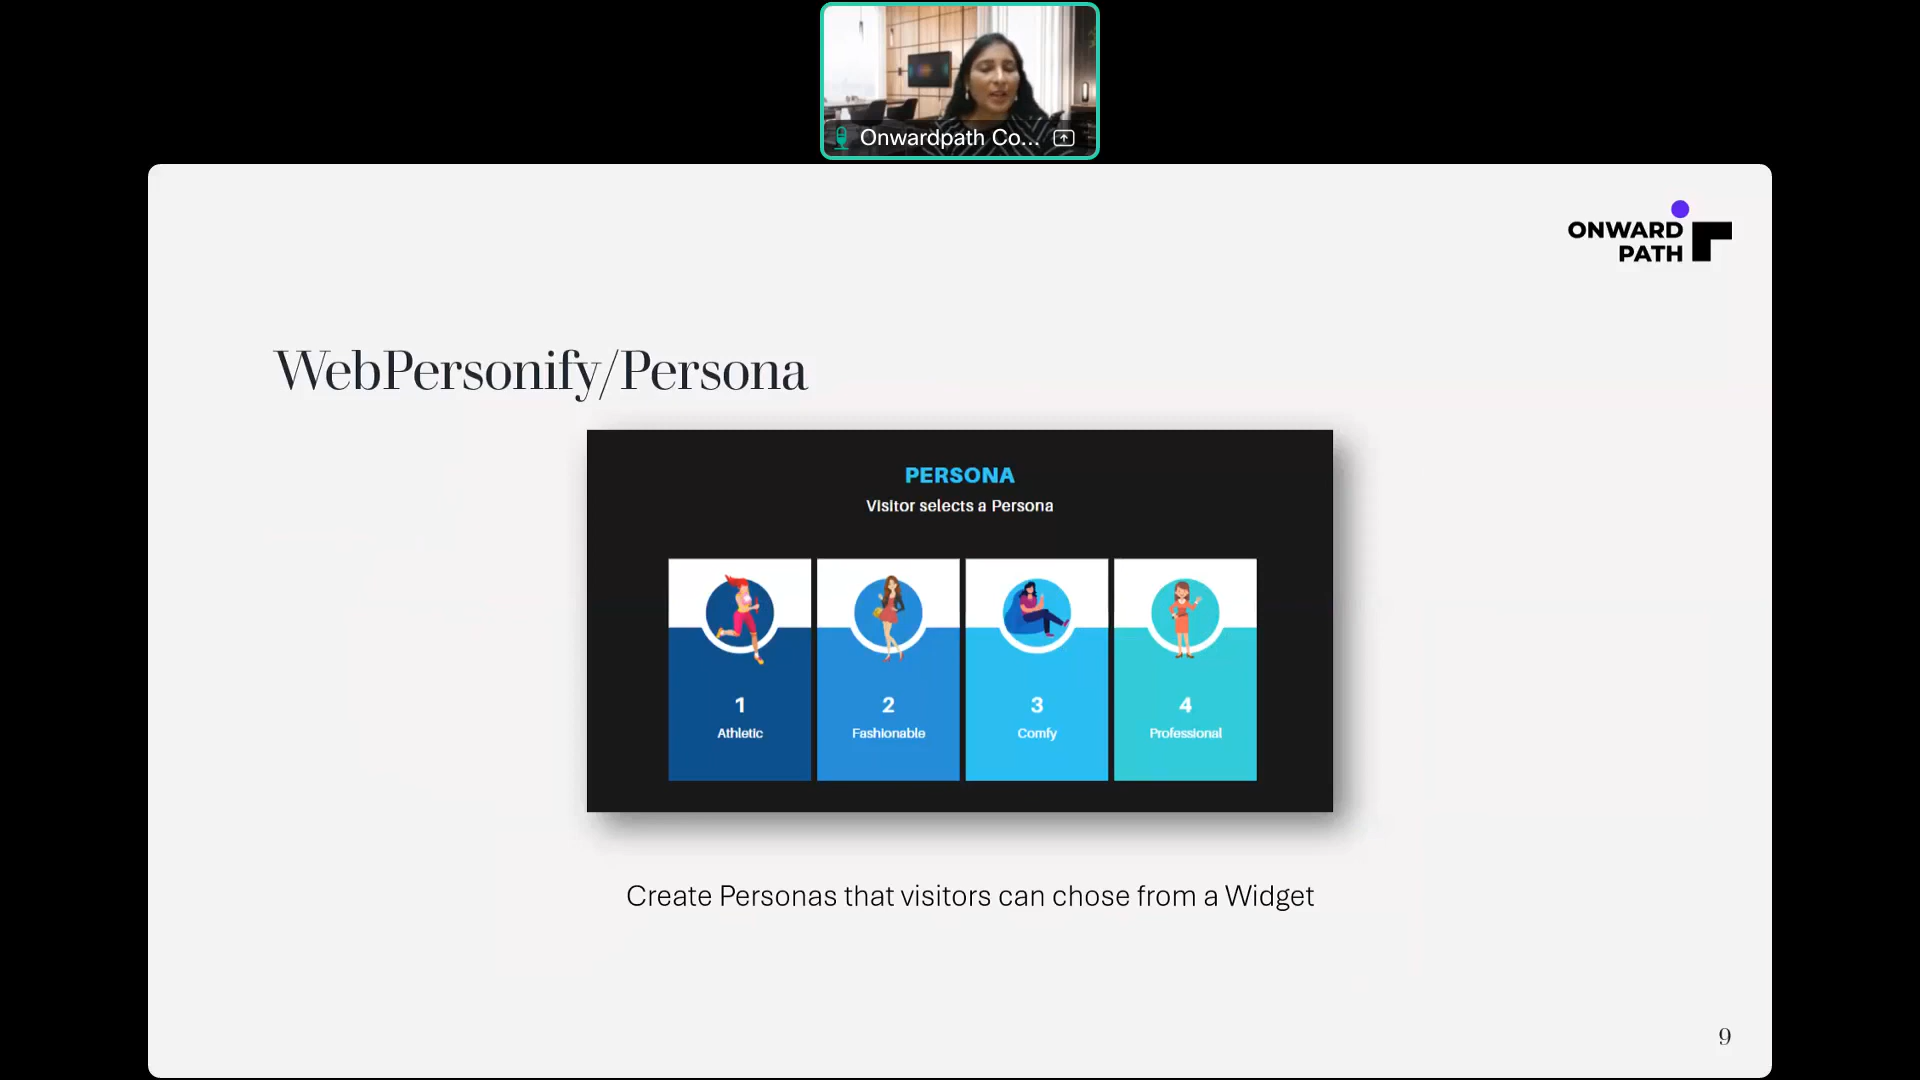 Onwardpath Co...
ONWARD
PATH
WebPersonify/Persona
PERSONA
Visitor selects a Persona
1
Athletic
2
Fashionable
3
Comfy
4
Professional
Create Personas that visitors can chose from a Widget
9